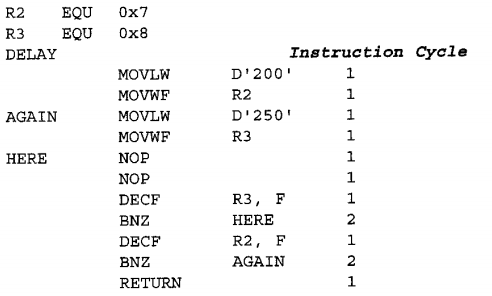 R2 EQU 0x7
R3 EQU 0x8
DELAY Instruction Cycle
MOVLW D'200' 1
MOVWF R2 1
AGAIN MOVLW D'250' 1
MOVWF R3 1
HERE NOP 1
NOP 1
DECF R3, F 1
BNZ HERE 2
DECF R2, F 1
BNZ AGAIN 2
RETURN 1